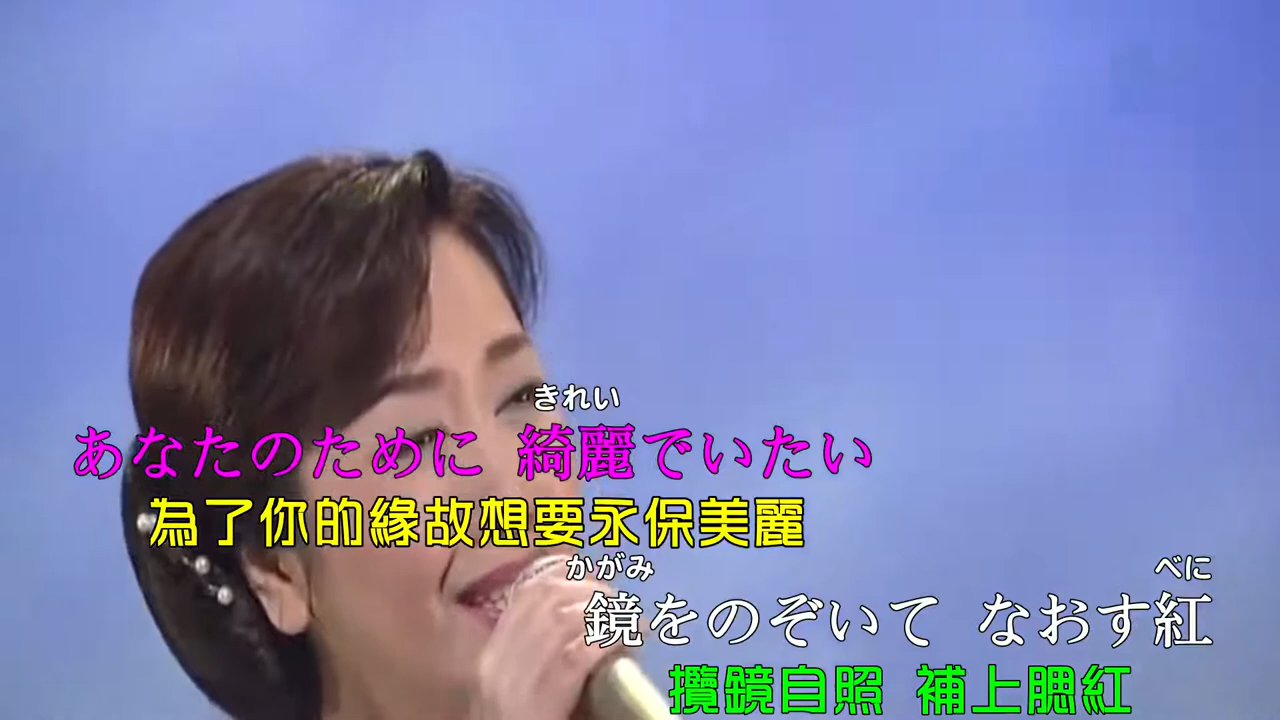 きれい
あなたのために 綺麗でいたい
為了你的緣故想要永保美麗
かがみ べに
鏡をのぞいて なおす紅
攬鏡自照 補上腮紅